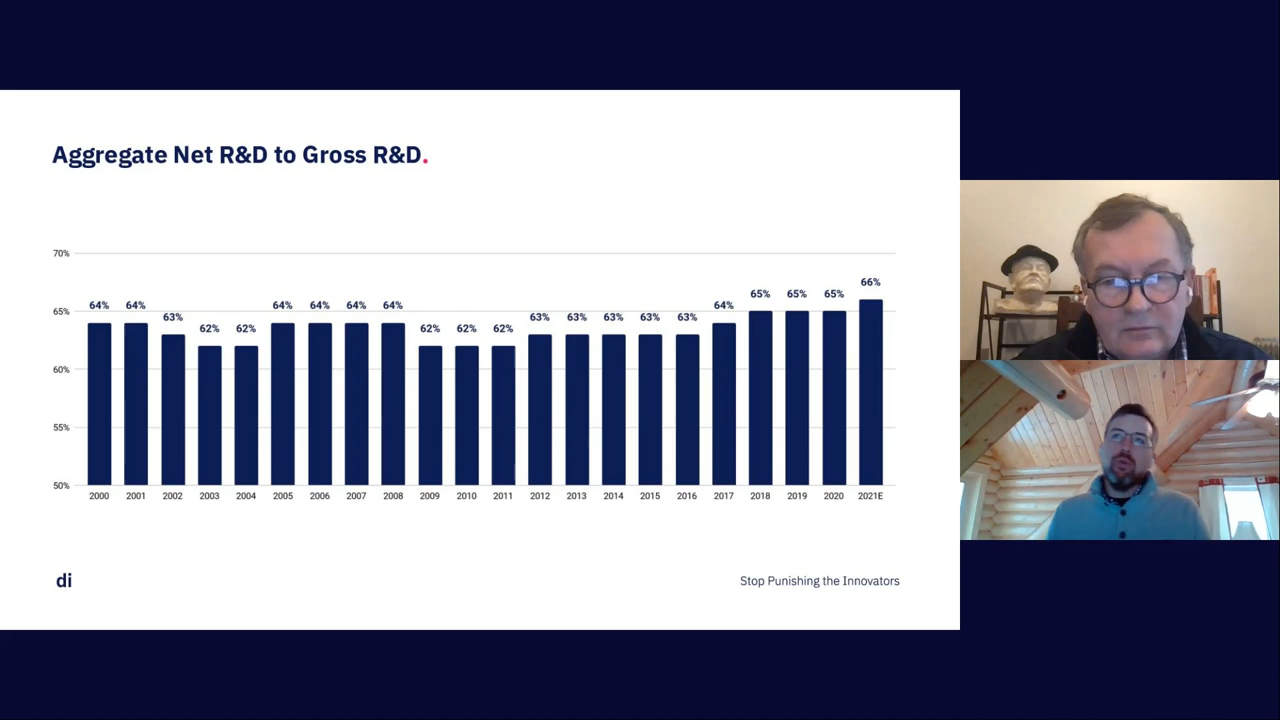 Aggregate Net R&D to Gross R&D.
70%
65%
60%
55%
50%
64% 64% 63% 62% 62% 64% 64% 64% 64% 62% 62% 62% 63% 63% 63% 63% 63% 64% 65% 65% 65% 66%
2000 2001 2002 2003 2004 2005 2006 2007 2008 2009 2010 2011 2012 2013 2014 2015 2016 2017 2018 2019 2020 2021E
di
Stop Punishing the Innovators